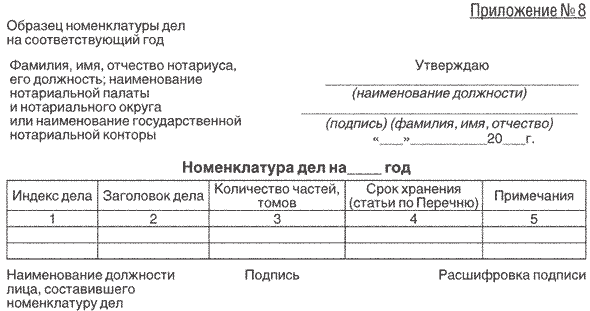 Приложение № 8
Образец номенклатуры дел
на соответствующий год
Фамилия, имя, отчество нотариуса,
его должность; наименование
нотариальной палаты
и нотариального округа
или наименование государственной
нотариальной конторы
Утверждаю
(наименование должности)
(подпись) (фамилия, имя, отчество)
«___»____________20___г.
Номенклатура дел на____ год
Индекс дела Заголовок дела Количество частей, томов Срок хранения (статьи по Перечню) Примечания
1 2 3 4 5
Наименование должности Подпись Расшифровка подписи
лица, составившего
номенклатуру дел